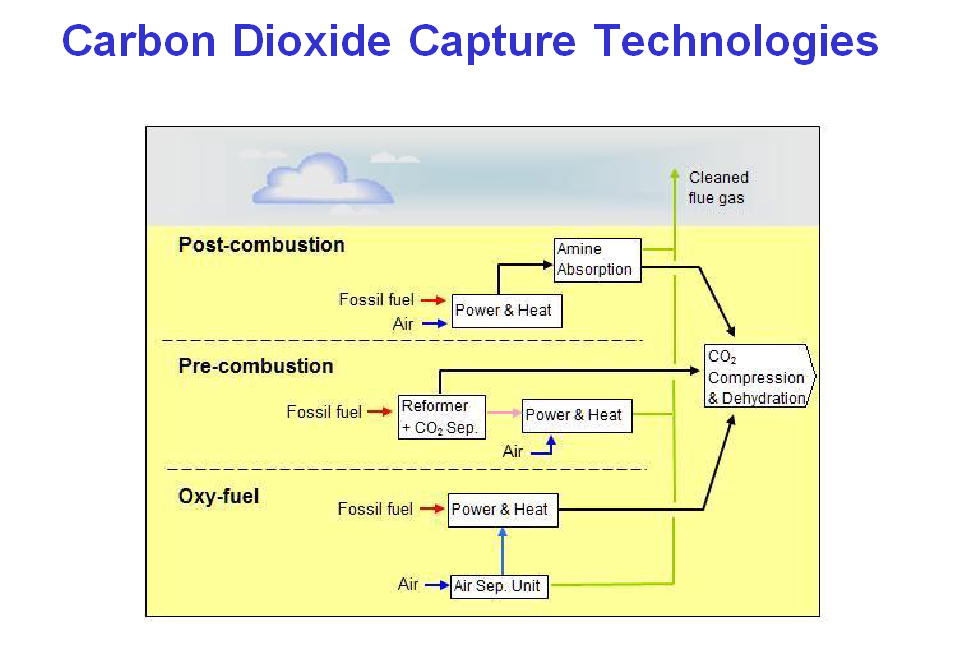 Carbon Dioxide Capture Technologies
Cleaned
flue gas
Post-combustion
Amine
Absorption
Fossil fuel
Air
Power & Heat
CO₂
Compression
& Dehydration
Pre-combustion
Fossil fuel
Reformer
+ CO₂ Sep.
Power & Heat
Air
Oxy-fuel
Fossil fuel
Power & Heat
Air
Air Sep. Unit